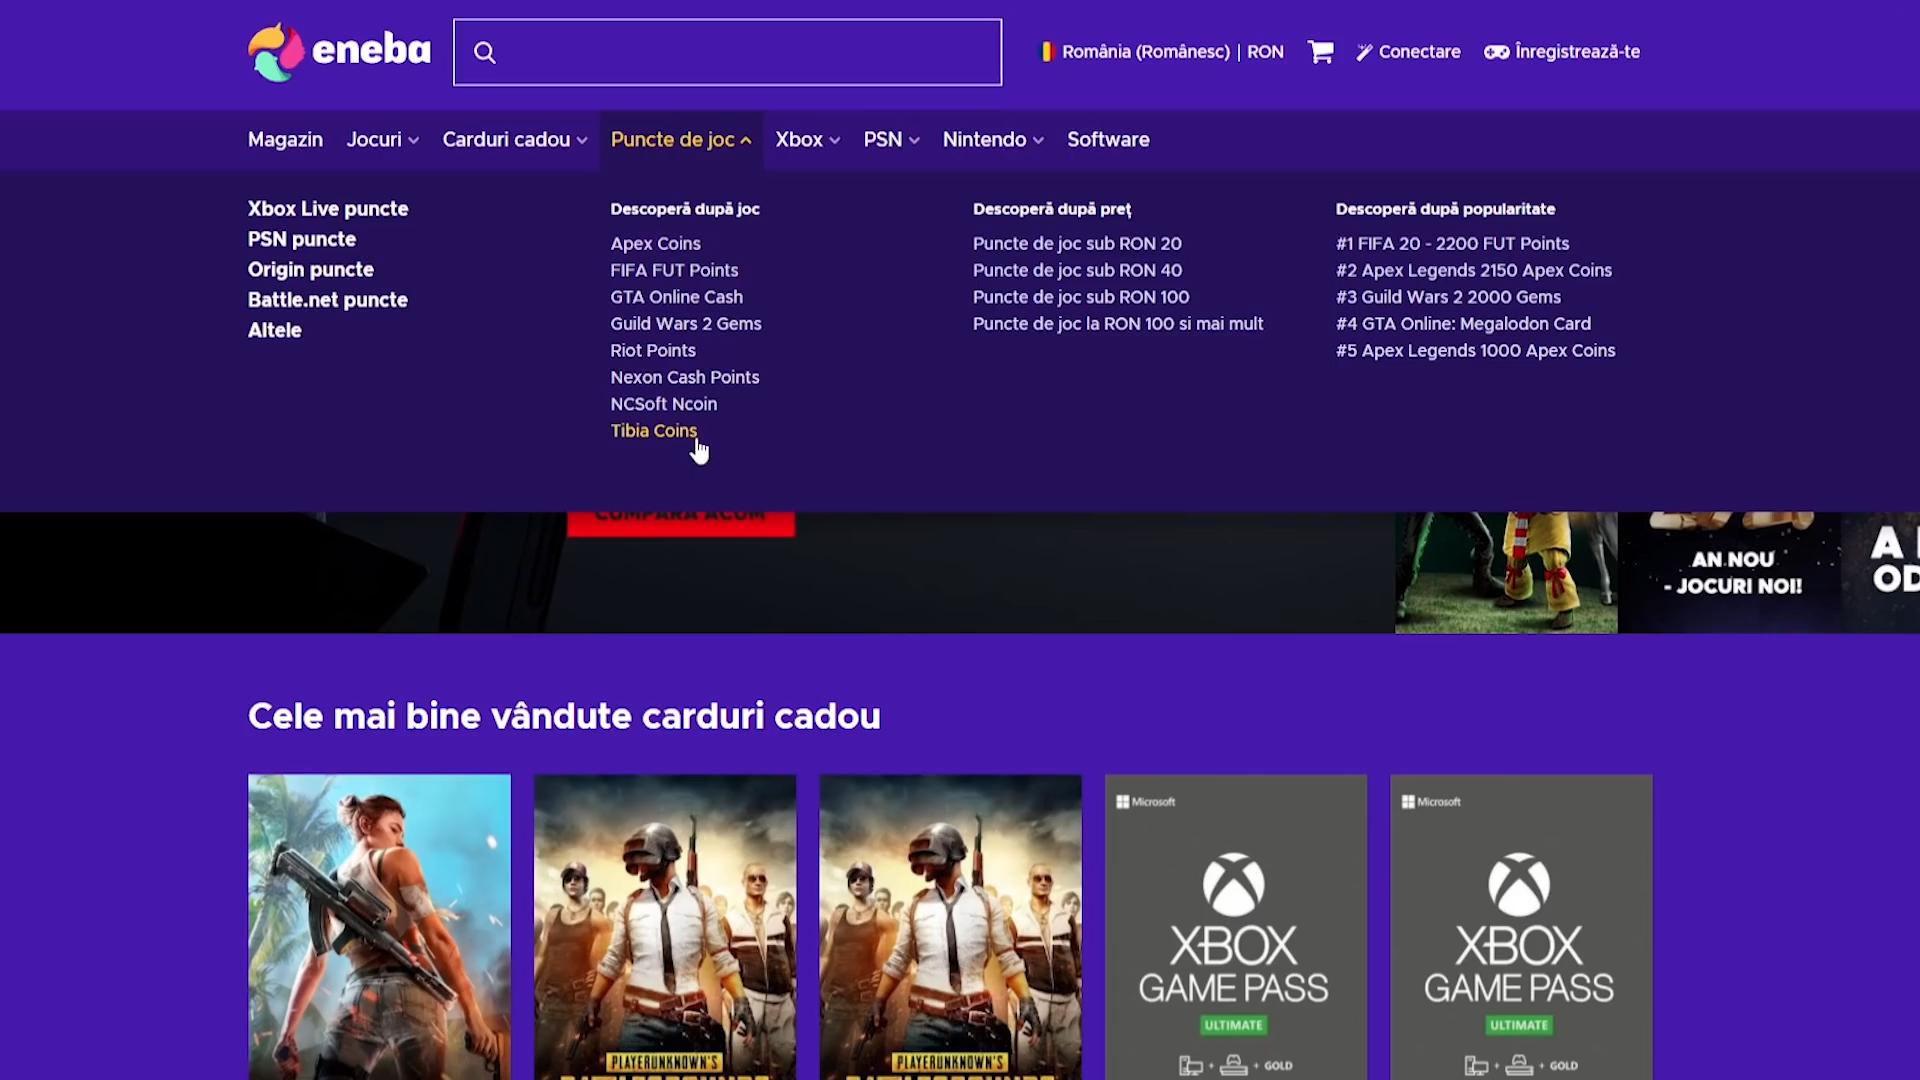 eneba
România (Românesc) | RON
Conectare
Înregistrează-te
Magazin
Jocuri
Carduri cadou
Puncte de joc
Xbox
PSN
Nintendo
Software
Xbox Live puncte
PSN puncte
Origin puncte
Battle.net puncte
Altele
Descoperă după joc
Apex Coins
FIFA FUT Points
GTA Online Cash
Guild Wars 2 Gems
Riot Points
Nexon Cash Points
NCSoft Ncoin
Tibia Coins
Descoperă după preț
Puncte de joc sub RON 20
Puncte de joc sub RON 40
Puncte de joc sub RON 100
Puncte de joc la RON 100 si mai mult
Descoperă după popularitate
#1 FIFA 20 - 2200 FUT Points
#2 Apex Legends 2150 Apex Coins
#3 Guild Wars 2 2000 Gems
#4 GTA Online: Megalodon Card
#5 Apex Legends 1000 Apex Coins
CUMPĂRĂ ACUM
AN NOU
- JOCURI NOI!
A
OD
Cele mai bine vândute carduri cadou
PLAYERUNKNOWN'S
PLAYERUNKNOWN'S
Microsoft
XBOX
GAME PASS
ULTIMATE
+ + GOLD
Microsoft
XBOX
GAME PASS
ULTIMATE
+ + GOLD